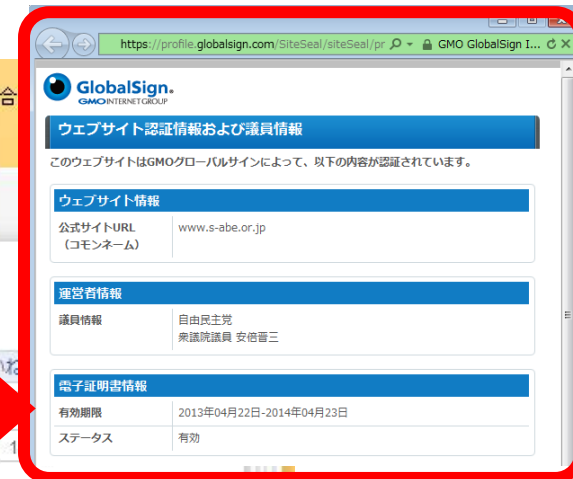 https://profile.globalsign.com/SiteSeal/siteSeal/pr
GMO GlobalSign I...
合
GlobalSign.
GMO INTERNET GROUP
ウェブサイト認証情報および議員情報
このウェブサイトはGMOグローバルサインによって、以下の内容が認証されています。
ウェブサイト情報
公式サイトURL
（コモンネーム）
www.s-abe.or.jp
運営者情報
議員情報
自由民主党
衆議院議員 安倍晋三
電子証明書情報
有効期限
2013年04月22日-2014年04月23日
ステータス
有効
1